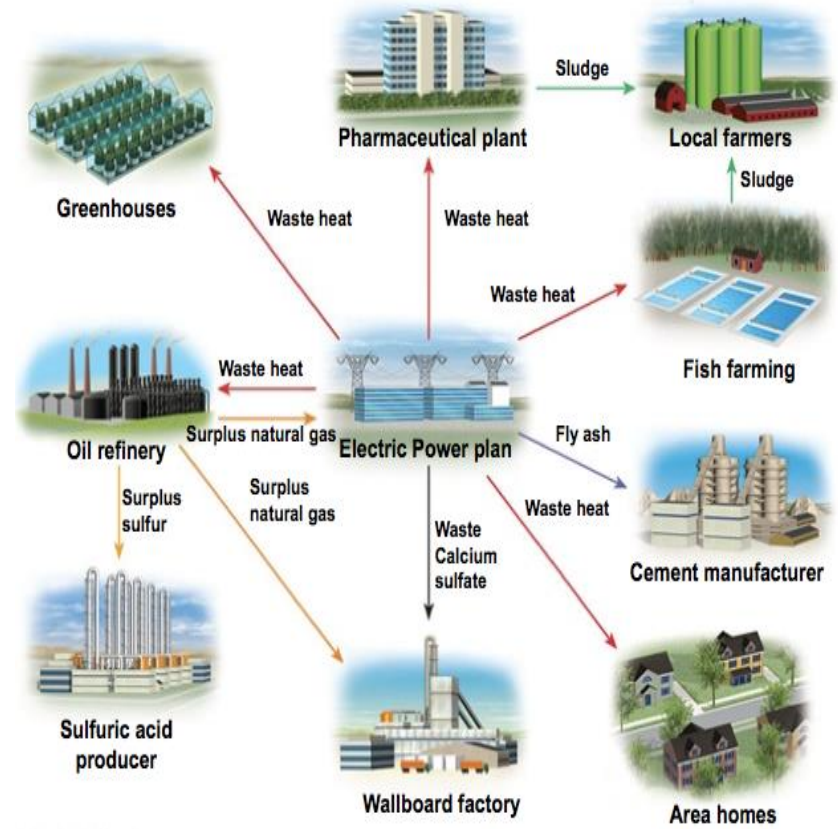 Sludge
Pharmaceutical plant
Local farmers
Sludge
Greenhouses
Waste heat
Waste heat
Waste heat
Fish farming
Waste heat
Surplus natural gas
Oil refinery
Electric Power plan
Fly ash
Surplus
sulfur
Surplus
natural gas
Waste
Calcium
sulfate
Waste heat
Cement manufacturer
Sulfuric acid
producer
Wallboard factory
Area homes